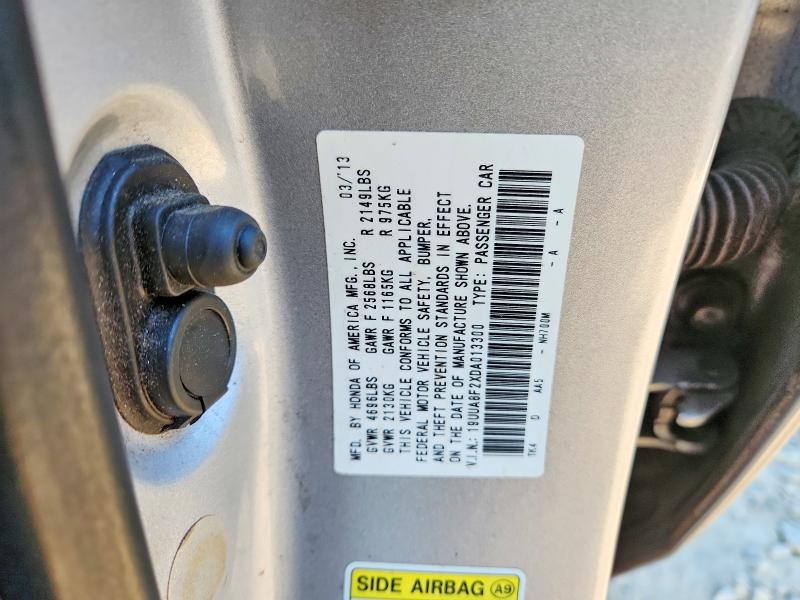 MFD. BY HONDA OF AMERICA MFG., INC. 03/'13
GVWR 4696LBS GAWR F 2568LBS R 2149LBS
GVWR 2130KG GAWR F 1165KG R 975KG
THIS VEHICLE CONFORMS TO ALL APPLICABLE
FEDERAL MOTOR VEHICLE SAFETY, BUMPER,
AND THEFT PREVENTION STANDARDS IN EFFECT
ON THE DATE OF MANUFACTURE SHOWN ABOVE.
V.I.N.: 19UUA8F2XDA013300 TYPE: PASSENGER CAR
TK4 D AA5 - NH700M - A - A
SIDE AIRBAG A9